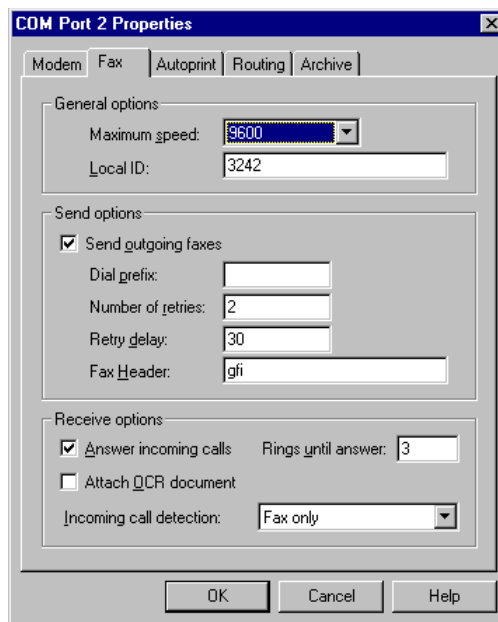 COM Port 2 Properties
Modem Fax Autoprint Routing Archive
General options
Maximum speed: 9600
Local ID: 3242
Send options
Send outgoing faxes
Dial prefix:
Number of retries: 2
Retry delay: 30
Fax Header: gfi
Receive options
Answer incoming calls Rings until answer: 3
Attach OCR document
Incoming call detection: Fax only
OK Cancel Help